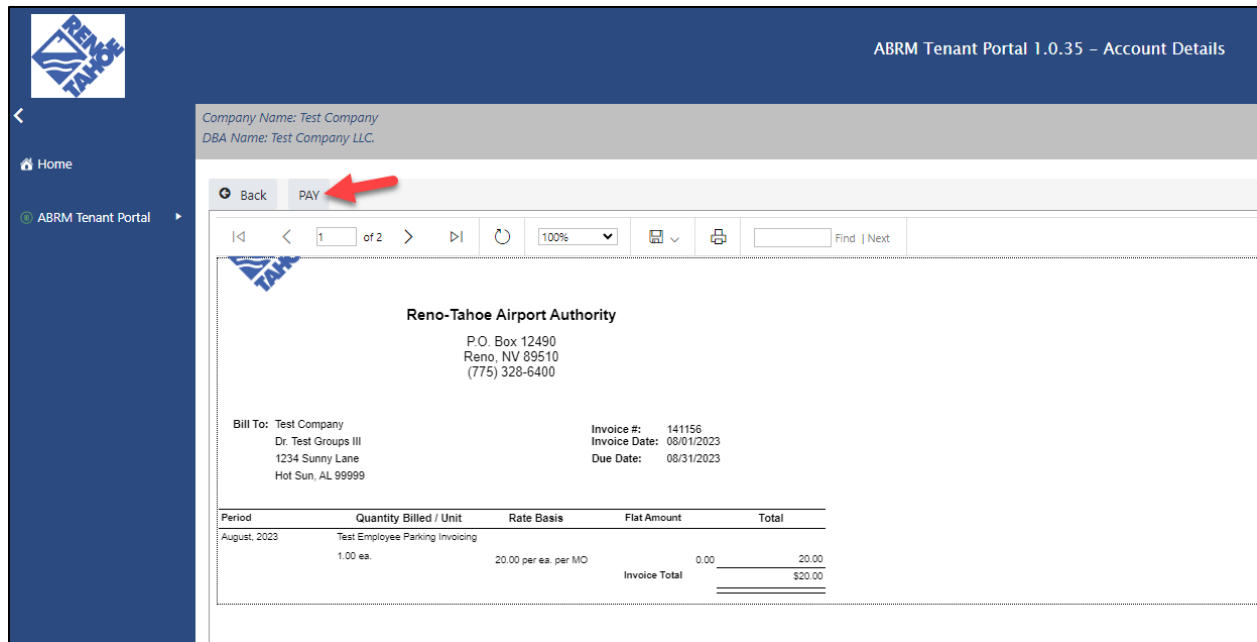 RENO
TAHOE
ABRM Tenant Portal 1.0.35 – Account Details
Company Name: Test Company
DBA Name: Test Company LLC.
Home
ABRM Tenant Portal
Back PAY
1 of 2 100% Find | Next
TAHOE
Reno-Tahoe Airport Authority
P.O. Box 12490
Reno, NV 89510
(775) 328-6400
Bill To: Test Company
Dr. Test Groups III
1234 Sunny Lane
Hot Sun, AL 99999
Invoice #: 141156
Invoice Date: 08/01/2023
Due Date: 08/31/2023
Period Quantity Billed / Unit Rate Basis Flat Amount Total
August, 2023 Test Employee Parking Invoicing
1.00 ea. 20.00 per ea. per MO 0.00 20.00
Invoice Total $20.00